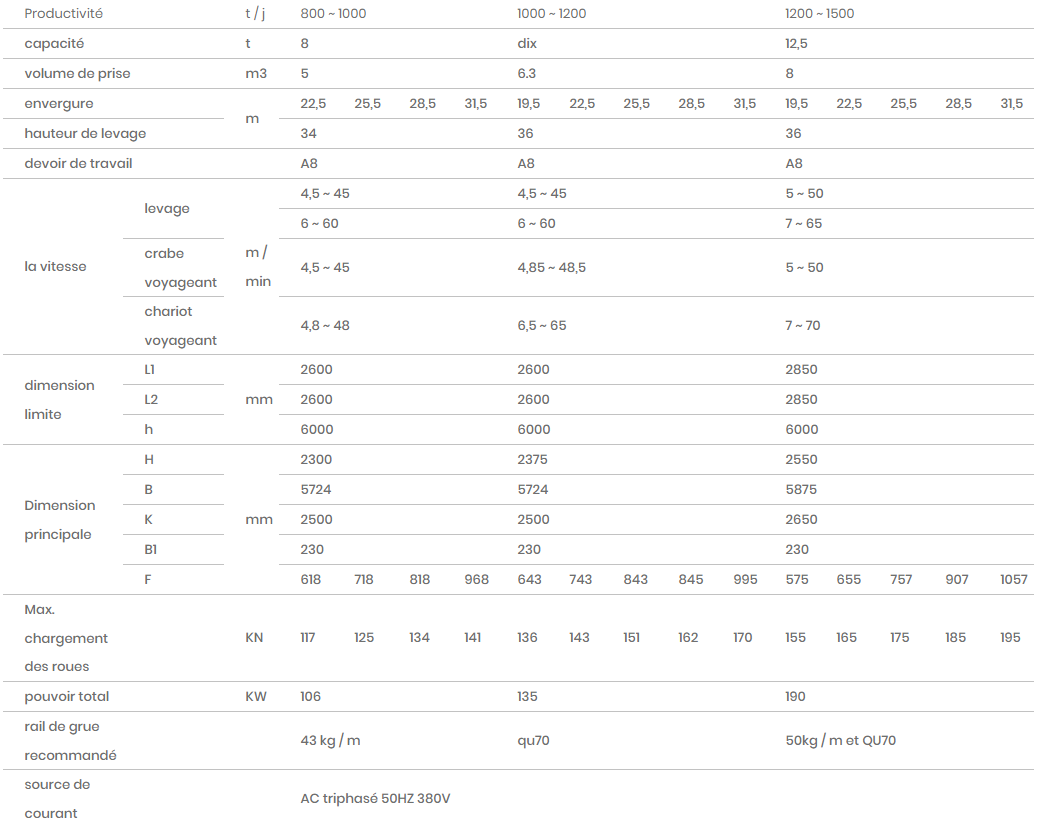 Productivité t / j 800 ~ 1000 1000 ~ 1200 1200 ~ 1500
capacité t 8 dix 12,5
volume de prise m3 5 6.3 8
envergure m 22,5 25,5 28,5 31,5 19,5 22,5 25,5 28,5 31,5 19,5 22,5 25,5 28,5 31,5
hauteur de levage 34 36 36
devoir de travail A8 A8 A8
la vitesse levage m / min 4,5 ~ 45 4,5 ~ 45 5 ~ 50
6 ~ 60 6 ~ 60 7 ~ 65
crabe
voyageant 4,5 ~ 45 4,85 ~ 48,5 5 ~ 50
chariot
voyageant 4,8 ~ 48 6,5 ~ 65 7 ~ 70
dimension
limite L1 mm 2600 2600 2850
L2 2600 2600 2850
h 6000 6000 6000
Dimension
principale H mm 2300 2375 2550
B 5724 5724 5875
K 2500 2500 2650
B1 230 230 230
F 618 718 818 968 643 743 843 845 995 575 655 757 907 1057
Max.
chargement
des roues KN 117 125 134 141 136 143 151 162 170 155 165 175 185 195
pouvoir total KW 106 135 190
rail de grue
recommandé 43 kg / m qu70 50kg / m et QU70
source de
courant AC triphasé 50HZ 380V